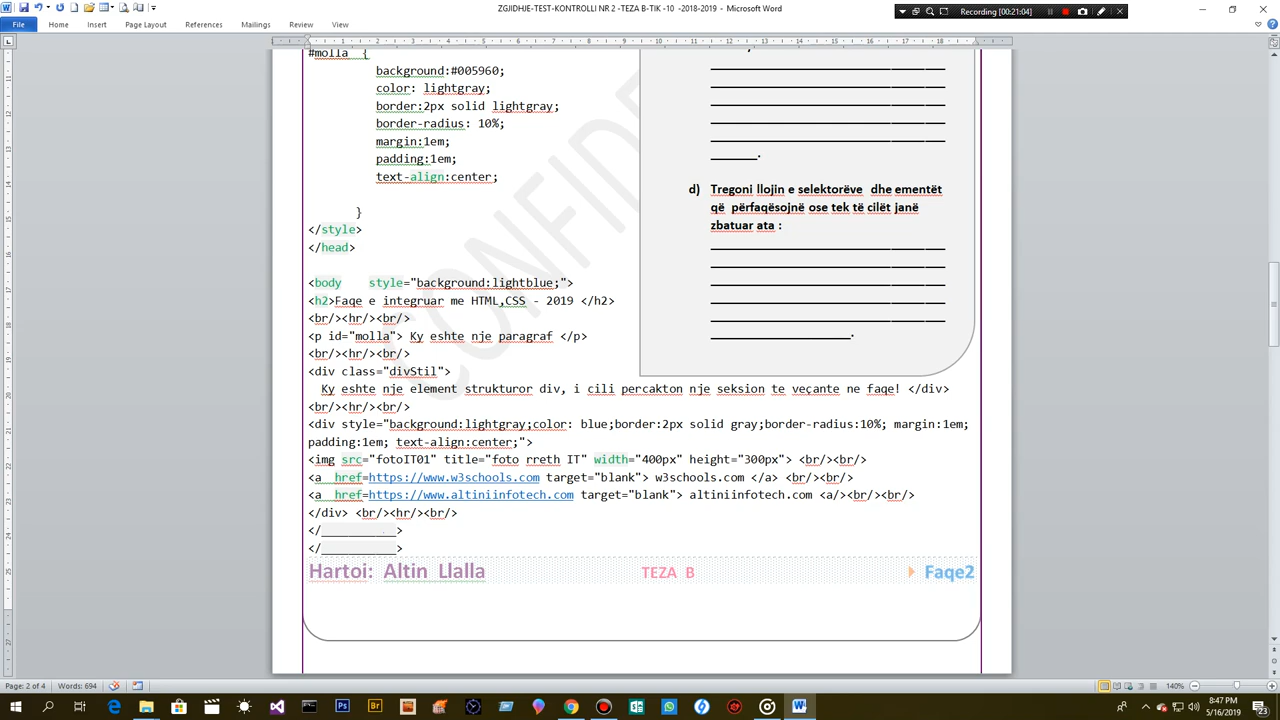 ZGJIDHJE-TEST-KONTROLLI NR 2 -TEZA B-TIK -10 -2018-2019 - Microsoft Word
Recording (00:21:04)
File Home Insert Page Layout References Mailings Review View
#molla {
background:#005960;
color: lightgray;
border:2px solid lightgray;
border-radius: 10%;
margin:1em;
padding:1em;
text-align:center;
}
</style>
</head>
d) Tregoni llojin e selektorëve dhe ementët
që përfaqësojnë ose tek të cilët janë
zbatuar ata :
<body style="background:lightblue;">
<h2>Faqe e integruar me HTML,CSS - 2019 </h2>
<br/><hr/><br/>
<p id="molla"> Ky eshte nje paragraf </p>
<br/><hr/><br/>
<div class="divStil">
Ky eshte nje element strukturor div, i cili percakton nje seksion te veçante ne faqe! </div>
<br/><hr/><br/>
<div style="background:lightgray;color: blue;border:2px solid gray;border-radius:10%; margin:1em;
padding:1em; text-align:center;">
<img src="fotoIT01" title="foto rreth IT" width="400px" height="300px"> <br/><br/>
<a href=https://www.w3schools.com target="blank"> w3schools.com </a> <br/><br/>
<a href=https://www.altiniinfotech.com target="blank"> altiniinfotech.com <a/><br/><br/>
</div> <br/><hr/><br/>
</___________>
</___________>
Hartoi: Altin Llalla TEZA B Faqe2
CONFIDE
Page: 2 of 4 Words: 694 140%
8:47 PM
5/16/2019